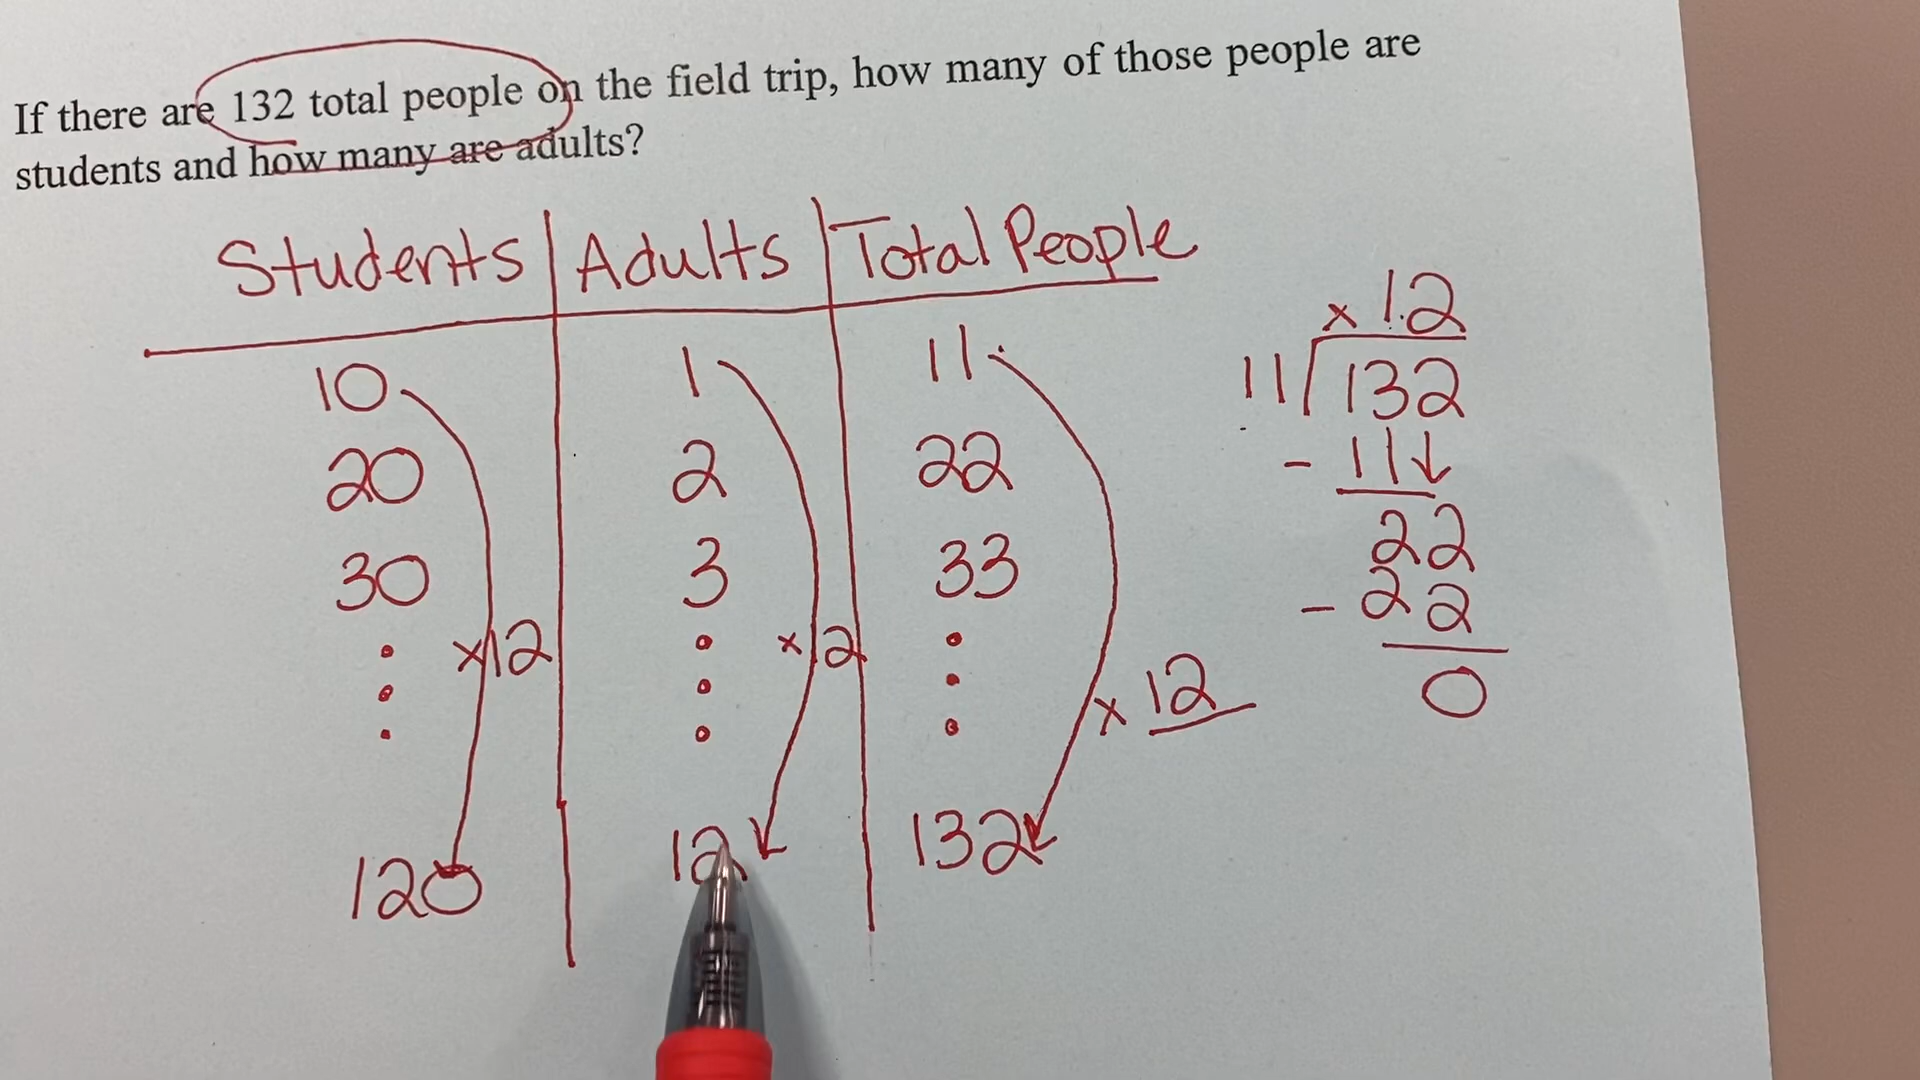 If there are 132 total people on the field trip, how many of those people are
students and how many are adults?
Students Adults Total People
10 1 11
20 2 22
30 3 33
x12 x12 x12
120 12 132
x 12
11 132
- 11↓
22
- 22
0